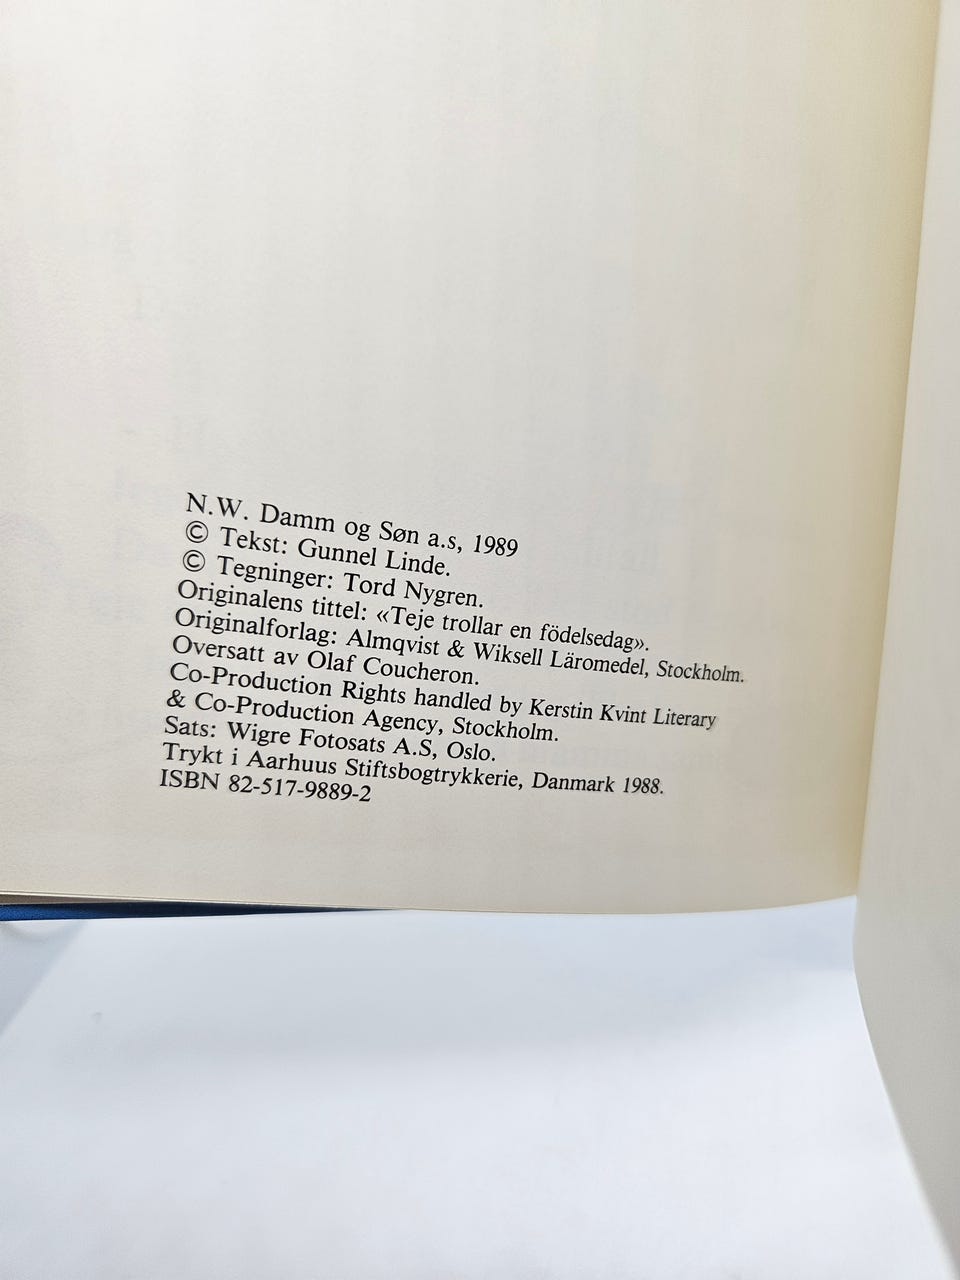 N.W. Damm og Søn a.s, 1989
© Tekst: Gunnel Linde.
© Tegninger: Tord Nygren.
Originalens tittel: «Teje trollar en födelsedag».
Originalforlag: Almqvist & Wiksell Läromedel, Stockholm.
Oversatt av Olaf Coucheron.
Co-Production Rights handled by Kerstin Kvint Literary
& Co-Production Agency, Stockholm.
Sats: Wigre Fotosats A.S, Oslo.
Trykt i Aarhuus Stiftsbogtrykkerie, Danmark 1988.
ISBN 82-517-9889-2